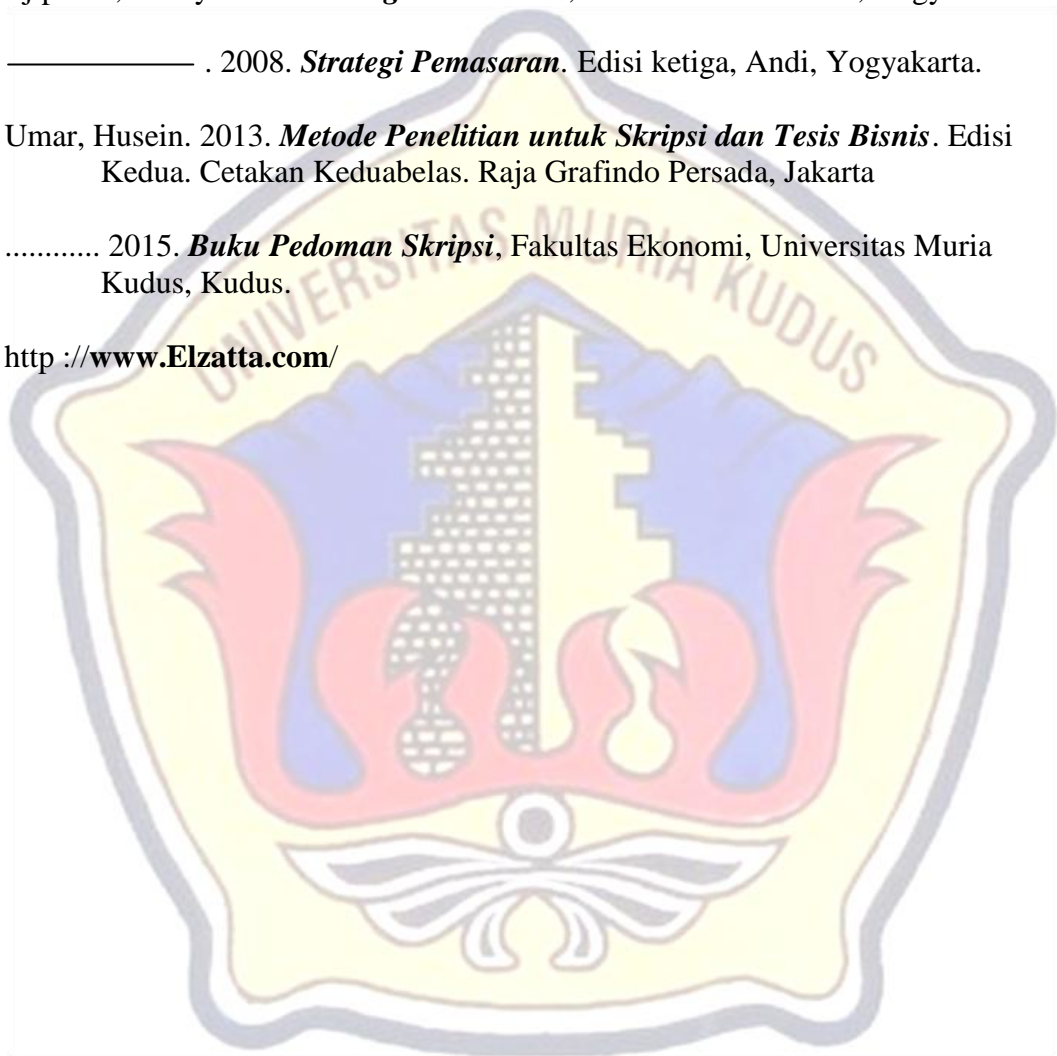 . 2008. Strategi Pemasaran. Edisi ketiga, Andi, Yogyakarta.
Umar, Husein. 2013. Metode Penelitian untuk Skripsi dan Tesis Bisnis. Edisi
Kedua. Cetakan Keduabelas. Raja Grafindo Persada, Jakarta
........... 2015. Buku Pedoman Skripsi, Fakultas Ekonomi, Universitas Muria
Kudus, Kudus.
http ://www.Elzatta.com/
UNIVERSITAS MURIA KUDUS